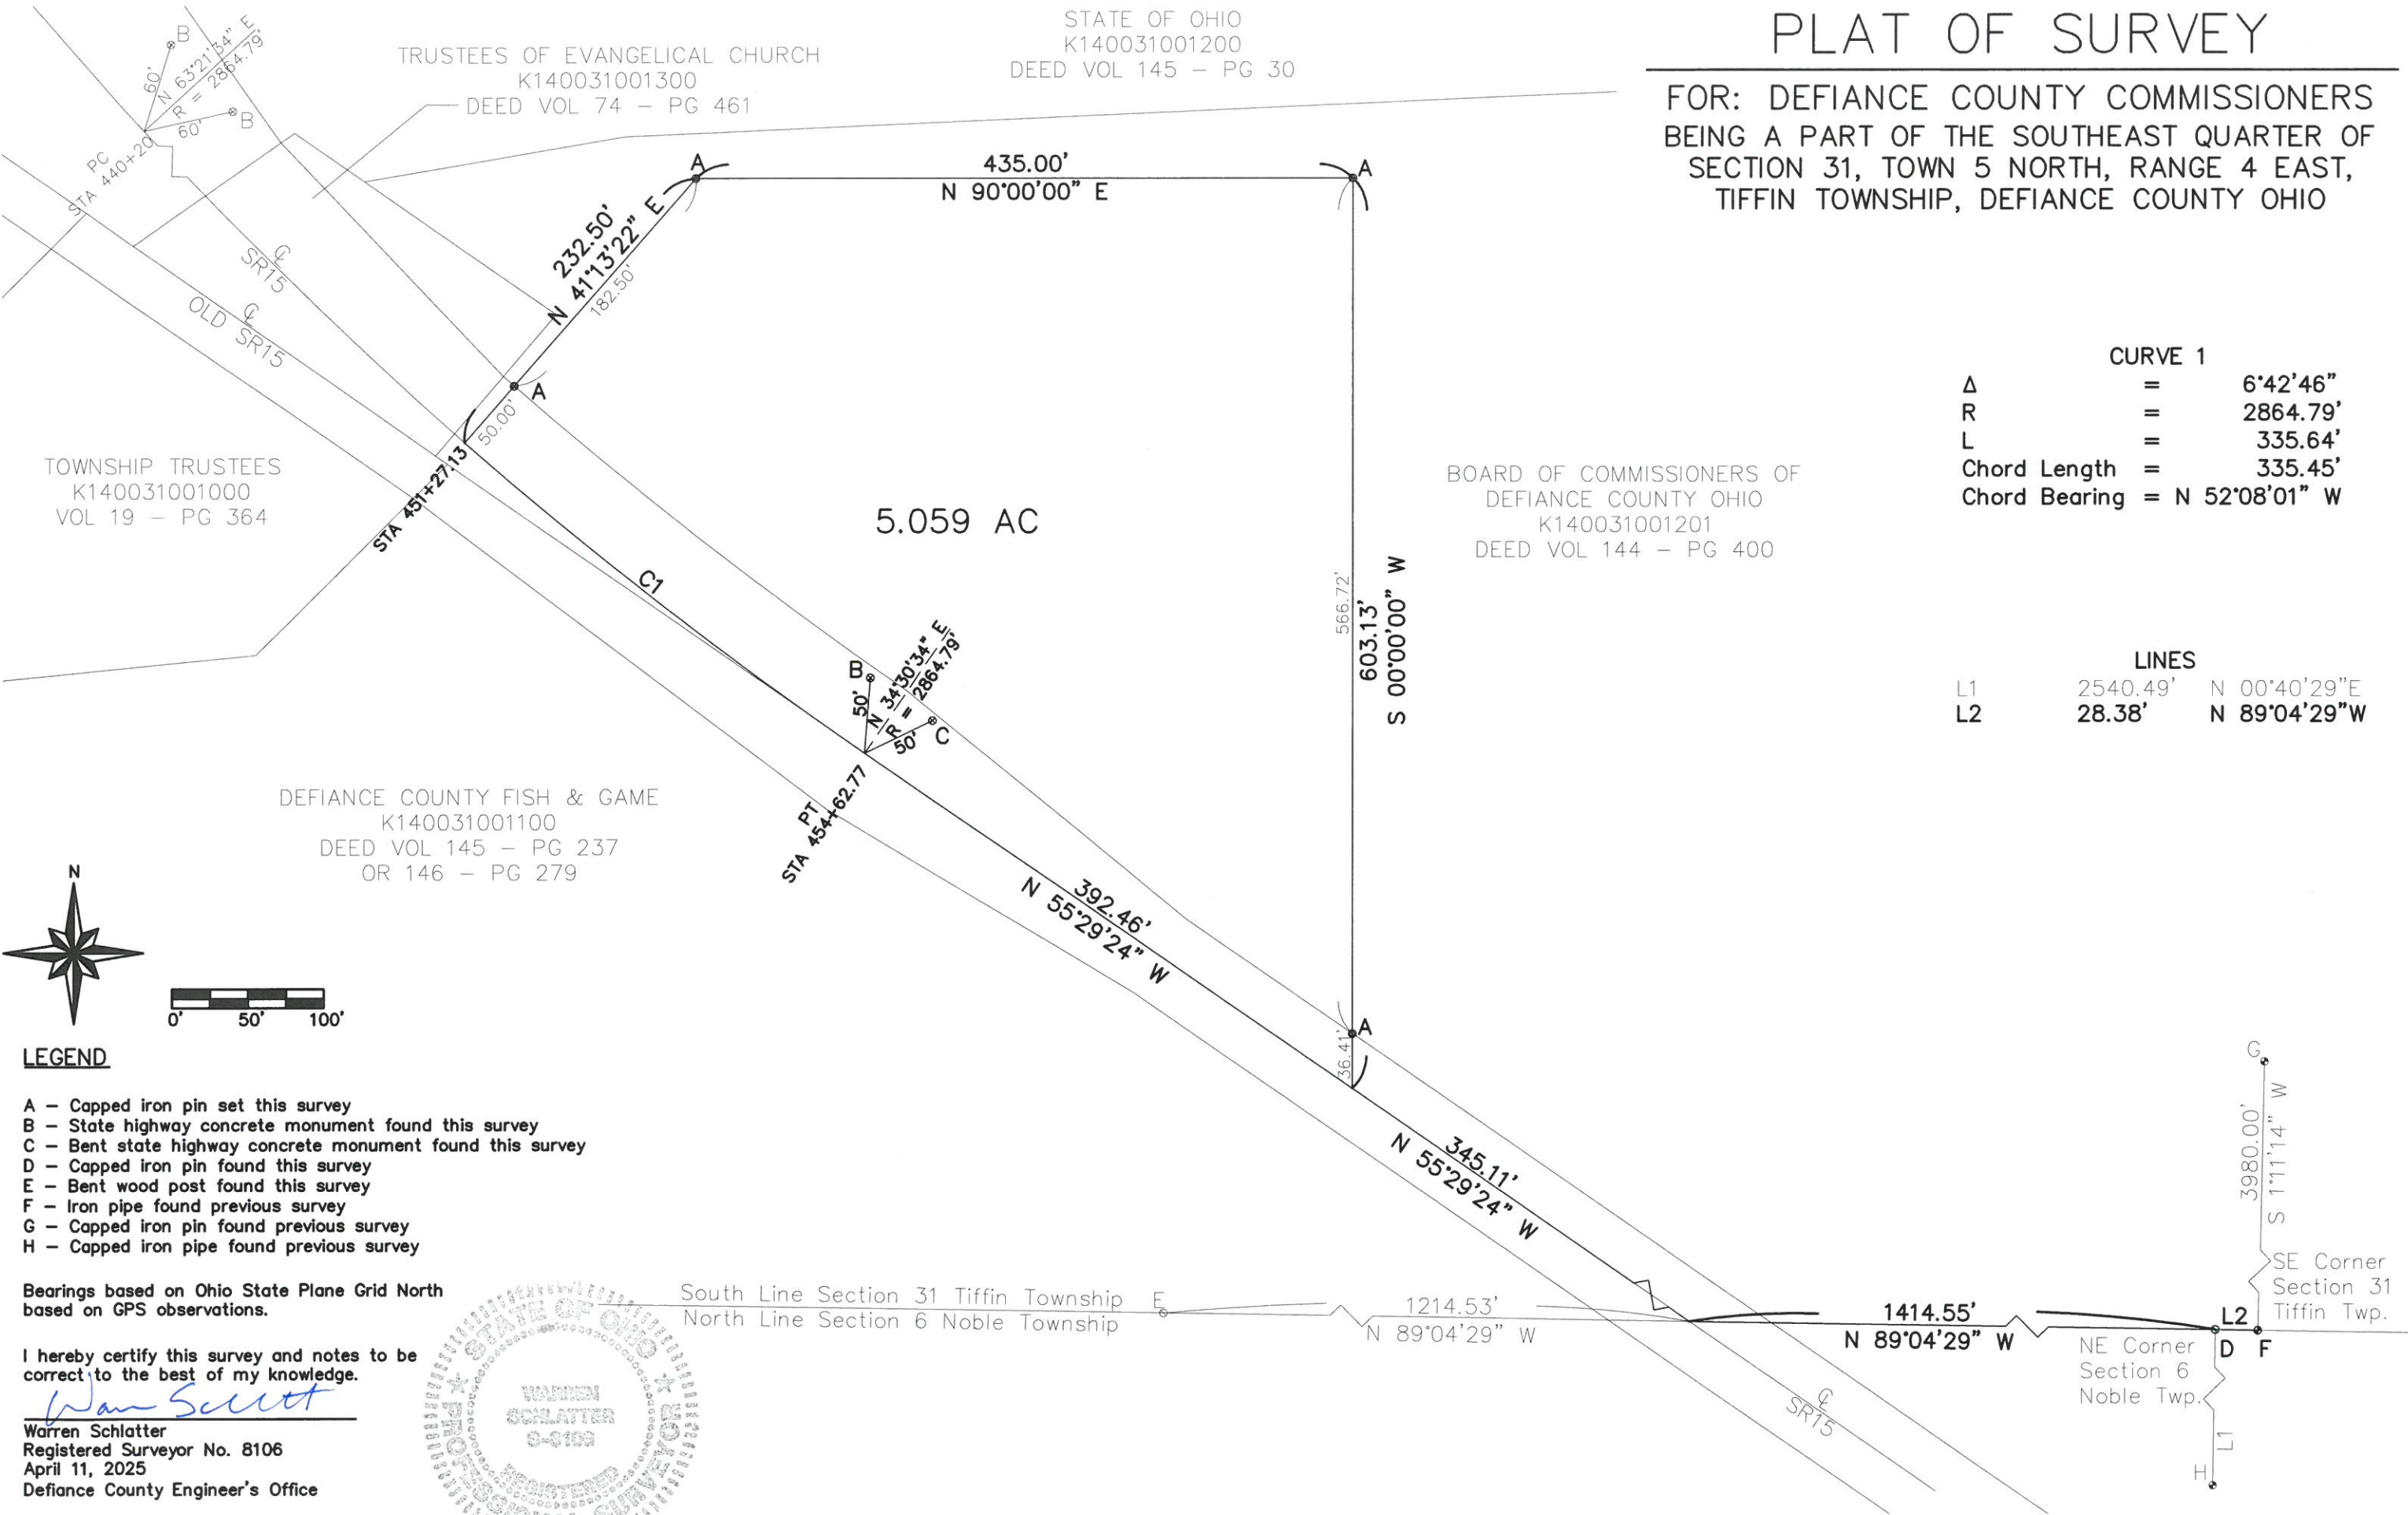 PLAT OF SURVEY
FOR: DEFIANCE COUNTY COMMISSIONERS
BEING A PART OF THE SOUTHEAST QUARTER OF
SECTION 31, TOWN 5 NORTH, RANGE 4 EAST,
TIFFIN TOWNSHIP, DEFIANCE COUNTY OHIO
STATE OF OHIO
K140031001200
DEED VOL 145 - PG 30
TRUSTEES OF EVANGELICAL CHURCH
K140031001300
DEED VOL 74 - PG 461
B
60'
N 63°21'34" E
R = 2864.79'
60'
B
PC
STA 440+20
℄
SR15
℄
OLD SR15
A
435.00'
N 90°00'00" E
A
232.50'
N 41°13'22" E
182.50'
A
50.00'
STA 451+27.13
TOWNSHIP TRUSTEES
K140031001000
VOL 19 - PG 364
5.059 AC
C1
BOARD OF COMMISSIONERS OF
DEFIANCE COUNTY OHIO
K140031001201
DEED VOL 144 - PG 400
566.72'
603.13'
S 00°00'00" W
CURVE 1
Δ = 6°42'46"
R = 2864.79'
L = 335.64'
Chord Length = 335.45'
Chord Bearing = N 52°08'01" W
LINES
L1 2540.49' N 00°40'29"E
L2 28.38' N 89°04'29"W
B
50'
N 34°30'34" E
R = 2864.79'
50'
C
PT
STA 454+62.77
DEFIANCE COUNTY FISH & GAME
K140031001100
DEED VOL 145 - PG 237
OR 146 - PG 279
392.46'
N 55°29'24" W
A
36.41'
345.11'
N 55°29'24" W
N
0' 50' 100'
LEGEND
A - Capped iron pin set this survey
B - State highway concrete monument found this survey
C - Bent state highway concrete monument found this survey
D - Capped iron pin found this survey
E - Bent wood post found this survey
F - Iron pipe found previous survey
G - Capped iron pin found previous survey
H - Capped iron pipe found previous survey
Bearings based on Ohio State Plane Grid North
based on GPS observations.
I hereby certify this survey and notes to be
correct to the best of my knowledge.
Warren Schlatter
Registered Surveyor No. 8106
April 11, 2025
Defiance County Engineer's Office
STATE OF OHIO
WARREN
SCHLATTER
S-8106
REGISTERED
PROFESSIONAL SURVEYOR
South Line Section 31 Tiffin Township
North Line Section 6 Noble Township
E
1214.53'
N 89°04'29" W
1414.55'
N 89°04'29" W
℄
SR15
G
3980.00'
S 1°11'14" W
SE Corner
Section 31
Tiffin Twp.
L2
D F
NE Corner
Section 6
Noble Twp.
L1
H